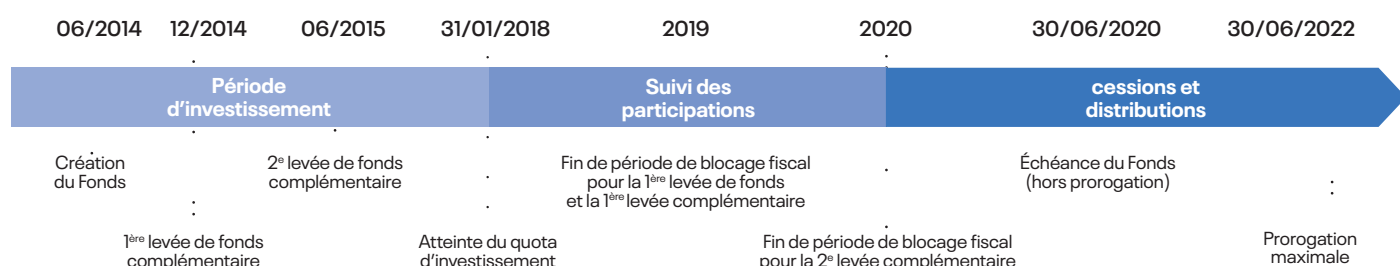 06/2014 12/2014 06/2015 31/01/2018 2019 2020 30/06/2020 30/06/2022
Période
d'investissement
Suivi des
participations
cessions et
distributions
Création
du Fonds
2e levée de fonds
complémentaire
Fin de période de blocage fiscal
pour la 1ère levée de fonds
et la 1ère levée complémentaire
Échéance du Fonds
(hors prorogation)
1ère levée de fonds
complémentaire
Atteinte du quota
d'investissement
Fin de période de blocage fiscal
pour la 2e levée complémentaire
Prorogation
maximale